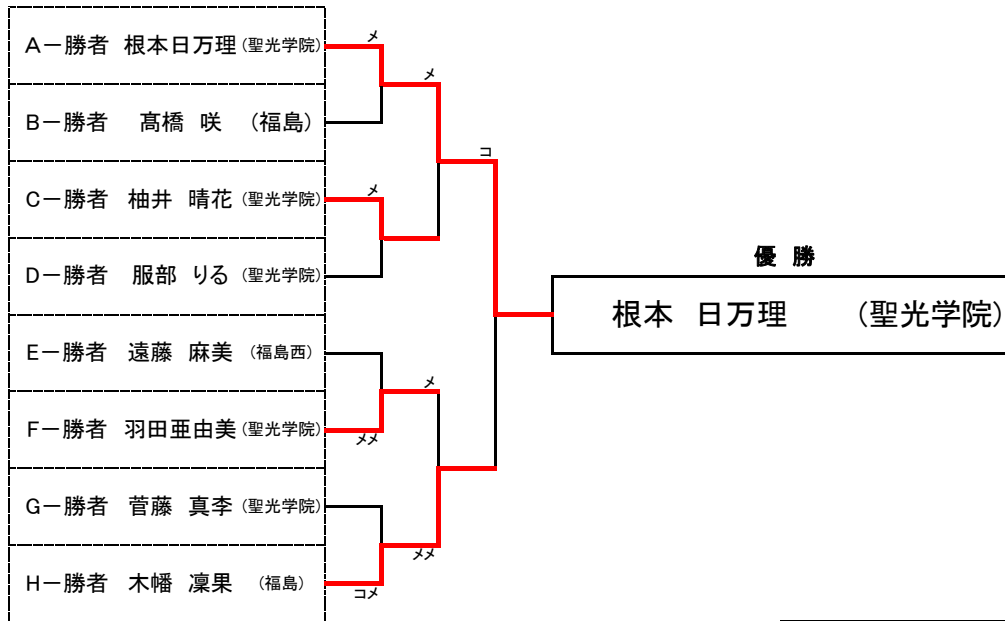 A－勝者 根本日万理 (聖光学院)
メ
メ
B－勝者 髙橋 咲 (福島)
コ
C－勝者 柚井 晴花 (聖光学院)
メ
D－勝者 服部 りる (聖光学院)
優 勝
根本 日万理 (聖光学院)
E－勝者 遠藤 麻美 (福島西)
メ
F－勝者 羽田亜由美 (聖光学院)
メメ
G－勝者 菅藤 真李 (聖光学院)
メメ
H－勝者 木幡 凜果 (福島)
コメ